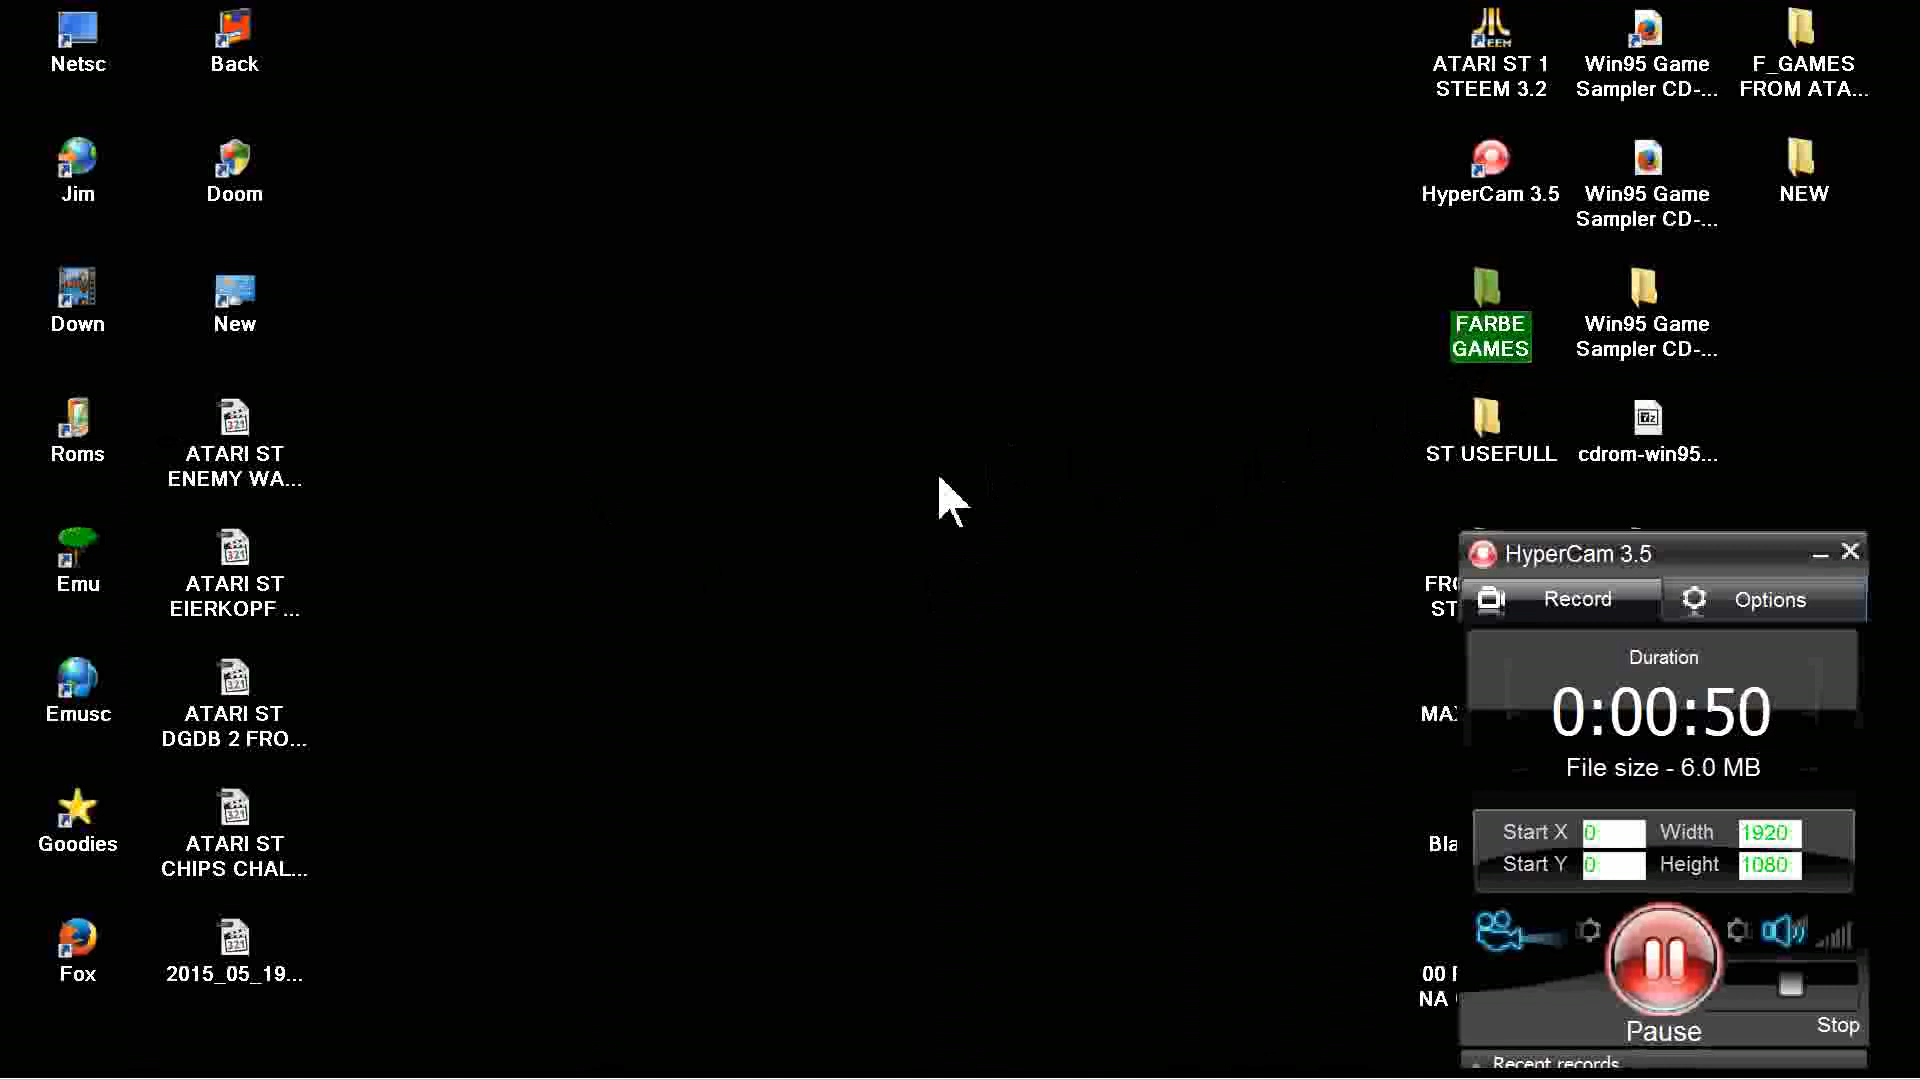 Netsc
Back
Jim
Doom
Down
New
Roms
ATARI ST
ENEMY WA...
Emu
ATARI ST
EIERKOPF ...
Emusc
ATARI ST
DGDB 2 FRO...
Goodies
ATARI ST
CHIPS CHAL...
Fox
2015_05_19...
ATARI ST 1
STEEM 3.2
Win95 Game
Sampler CD-...
F_GAMES
FROM ATA...
HyperCam 3.5
Win95 Game
Sampler CD-...
NEW
FARBE
GAMES
Win95 Game
Sampler CD-...
ST USEFULL
cdrom-win95...
ST
Bla
00
NA
HyperCam 3.5
Record
Options
Duration
0:00:50
File size - 6.0 MB
Start X 0 Width 1920
Start Y 0 Height 1080
Pause
Stop
Recent records